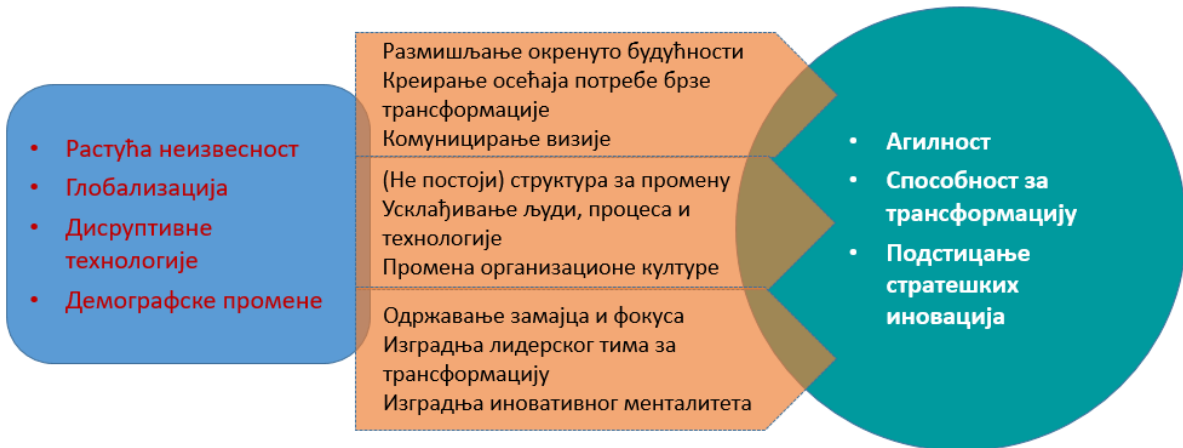 • Растућа неизвесност
• Глобализација
• Дисруптивне
технологије
• Демографске промене
Размишљање окренуто будућности
Креирање осећаја потребе брзе
трансформације
Комуницирање визије
(Не постоји) структура за промену
Усклађивање људи, процеса и
технологије
Промена организационе културе
Одржавање замајца и фокуса
Изградња лидерског тима за
трансформацију
Изградња иновативног менталитета
• Агилност
• Способност за
трансформацију
• Подстицање
стратешких
иновација